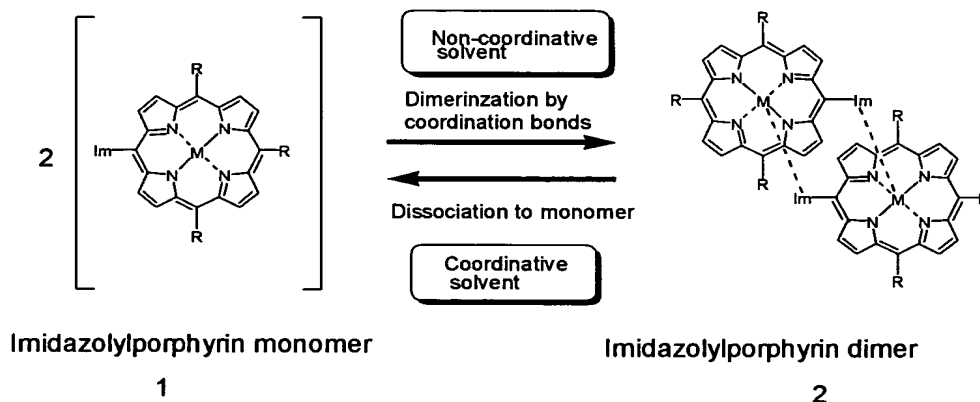 2
R
Im
N
N
M
N
N
R
R
Non-coordinative
solvent
Dimerinzation by
coordination bonds
Dissociation to monomer
Coordinative
solvent
R
R
N
N
M
N
N
Im
R
R
Im
N
N
M
N
N
R
Imidazolylporphyrin monomer
1
Imidazolylporphyrin dimer
2